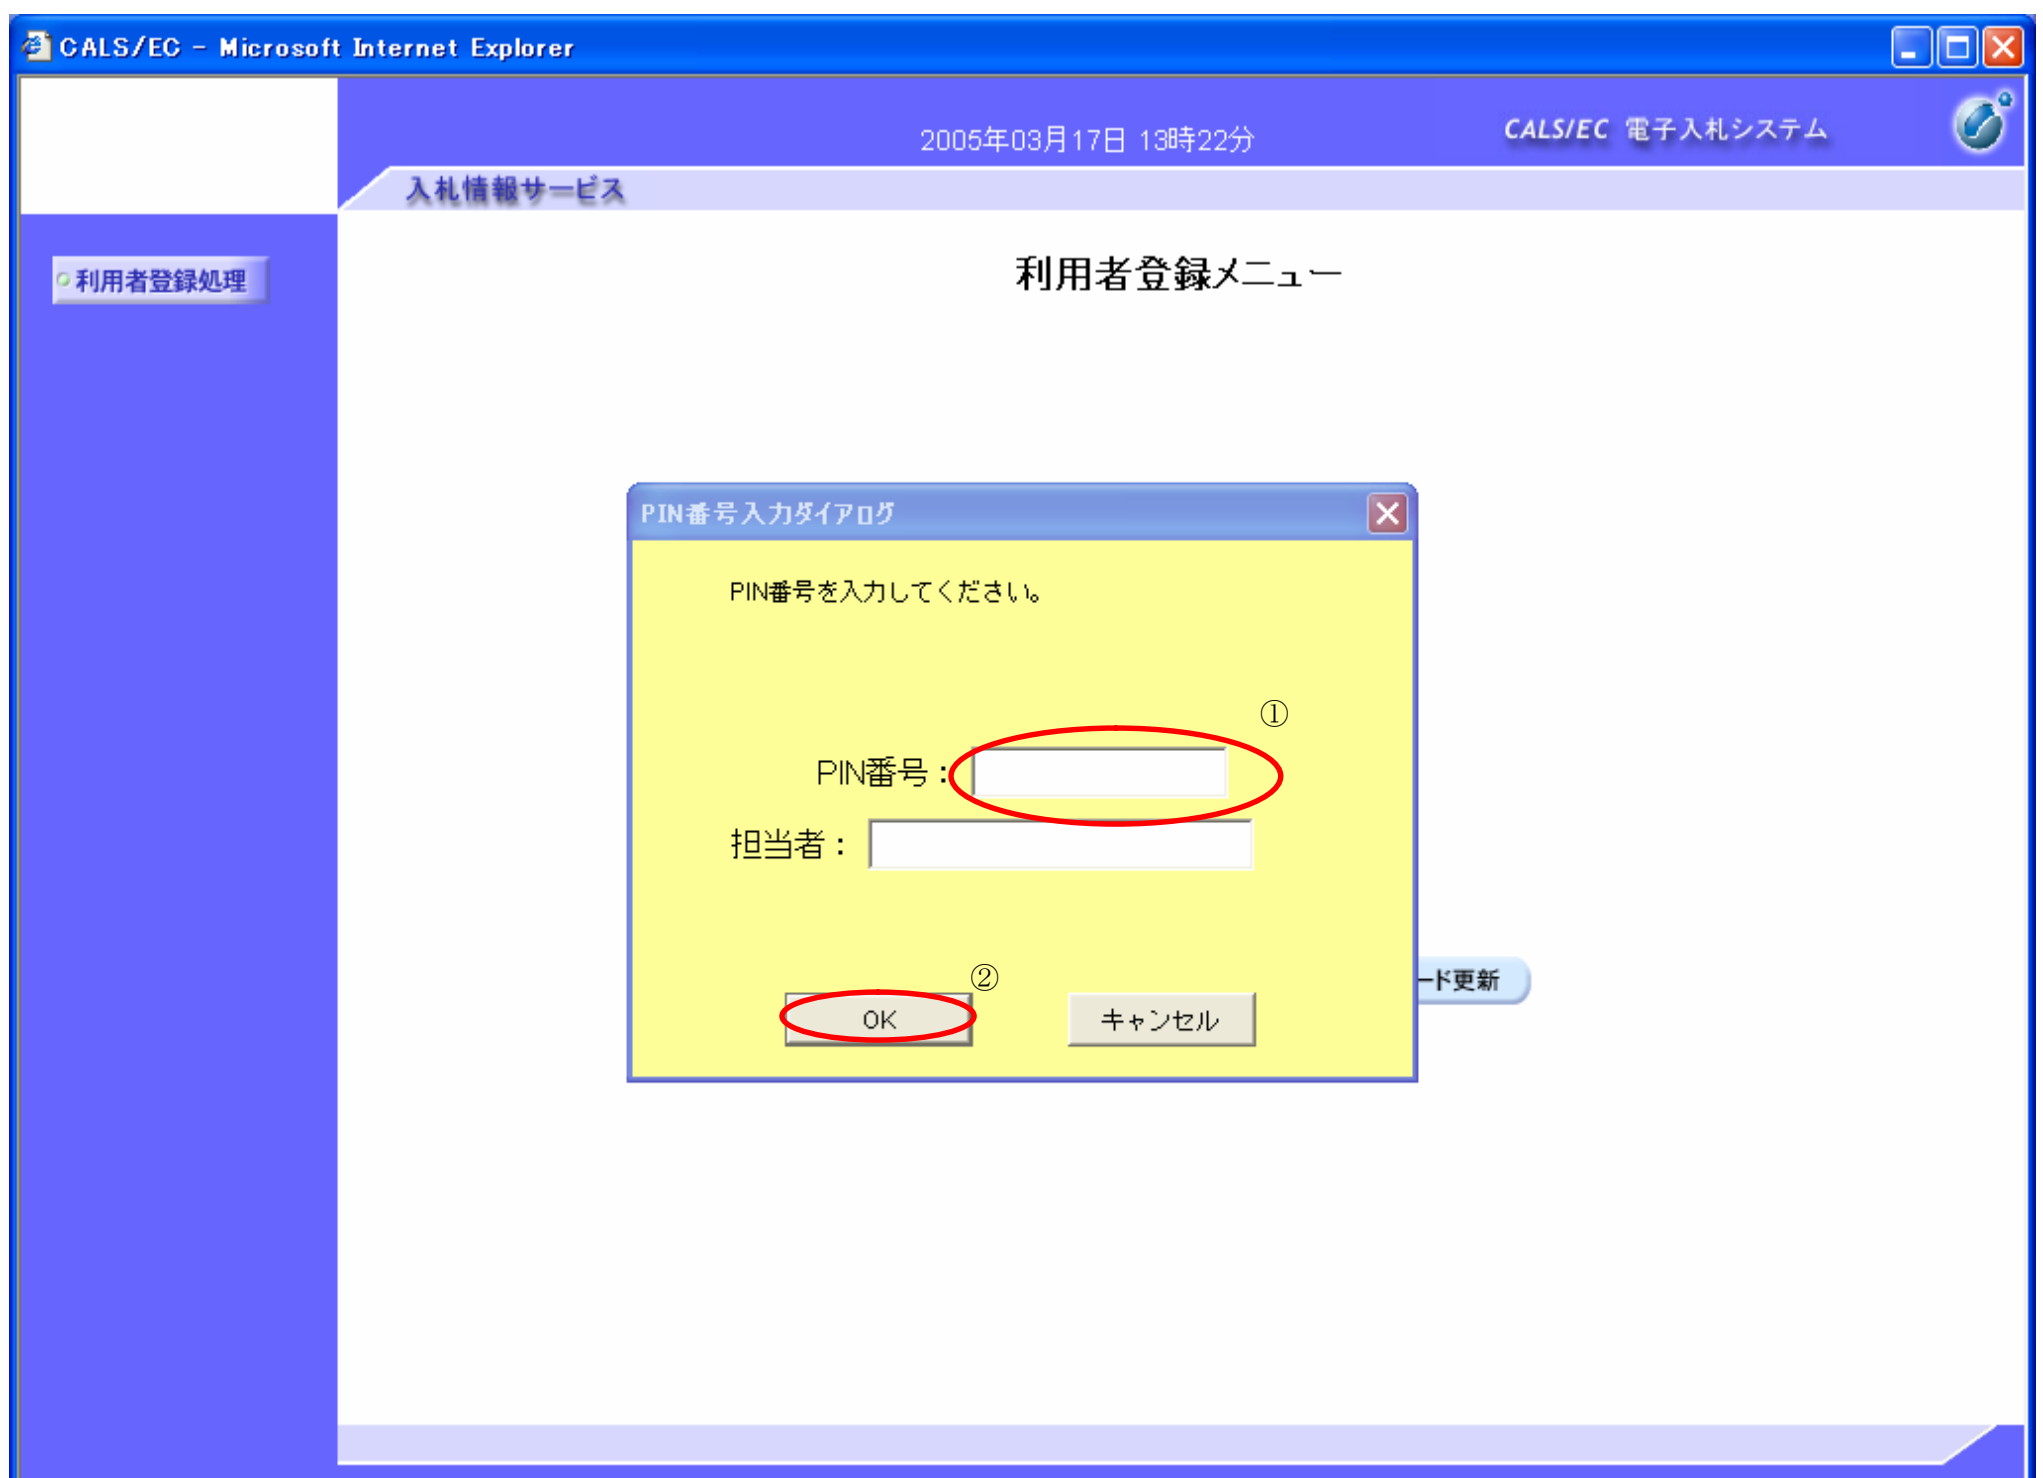 CALS/EC - Microsoft Internet Explorer
2005年03月17日 13時22分
CALS/EC 電子入札システム
入札情報サービス
利用者登録処理
利用者登録メニュー
PIN番号入力ダイアログ
PIN番号を入力してください。
①
PIN番号：
担当者：
②
OK
キャンセル
ード更新